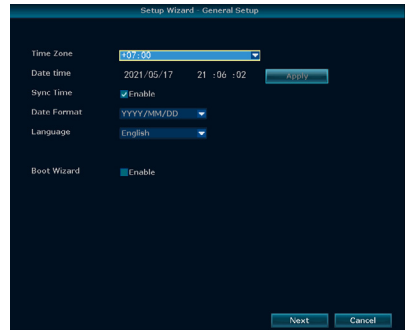 Setup Wizard - General Setup
Time Zone +07:00
Date time 2021/05/17 21 :06 :02 Apply
Sync Time Enable
Date Format YYYY/MM/DD
Language English
Boot Wizard Enable
Next Cancel